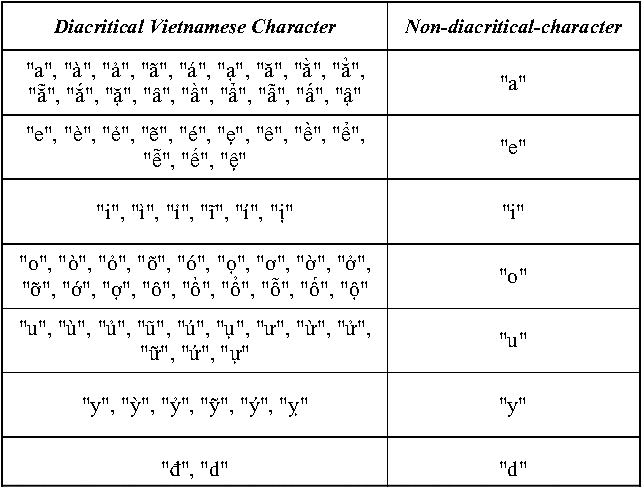 Diacritical Vietnamese Character Non-diacritical-character
"a", "à", "ả", "ã", "á", "ạ", "ă", "ằ", "ẳ",
"ẵ", "ắ", "ặ", "â", "ầ", "ẩ", "ẫ", "ấ", "ậ"
"a"
"e", "è", "ẻ", "ẽ", "é", "ẹ", "ê", "ề", "ể",
"ễ", "ế", "ệ"
"e"
"i", "ì", "ỉ", "ĩ", "í", "ị" "i"
"o", "ò", "ỏ", "õ", "ó", "ọ", "ơ", "ờ", "ở",
"ỡ", "ớ", "ợ", "ô", "ồ", "ổ", "ỗ", "ố", "ộ"
"o"
"u", "ù", "ủ", "ũ", "ú", "ụ", "ư", "ừ", "ử",
"ữ", "ứ", "ự"
"u"
"y", "ỳ", "ỷ", "ỹ", "ý", "ỵ" "y"
"đ", "d" "d"